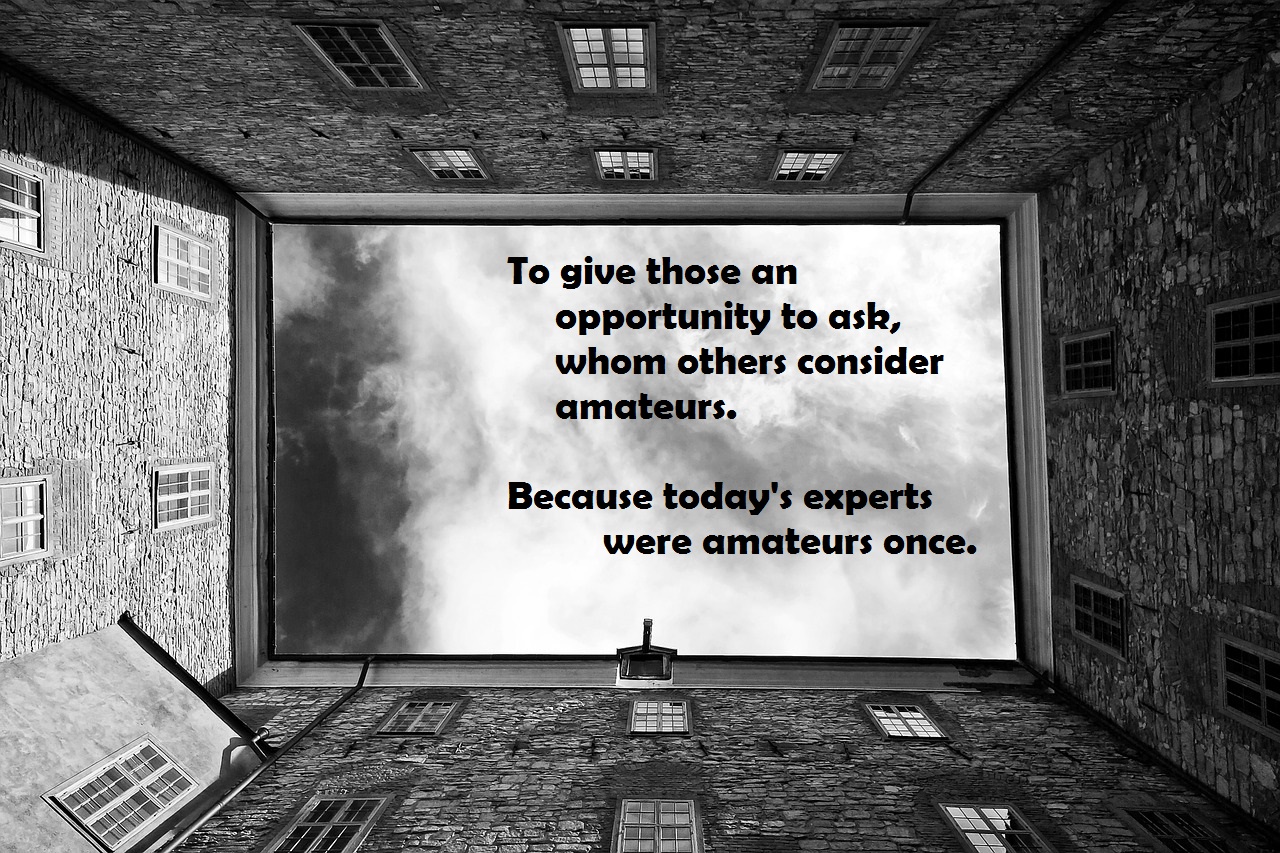 To give those an
opportunity to ask,
whom others consider
amateurs.
Because today's experts
were amateurs once.